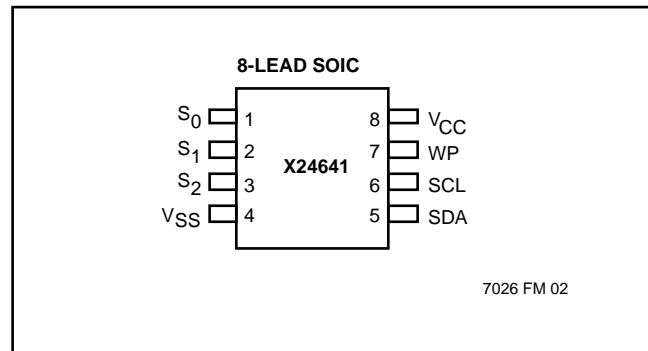 8-LEAD SOIC
S0 1 8 VCC
S1 2 7 WP
X24641
S2 3 6 SCL
VSS 4 5 SDA
7026 FM 02